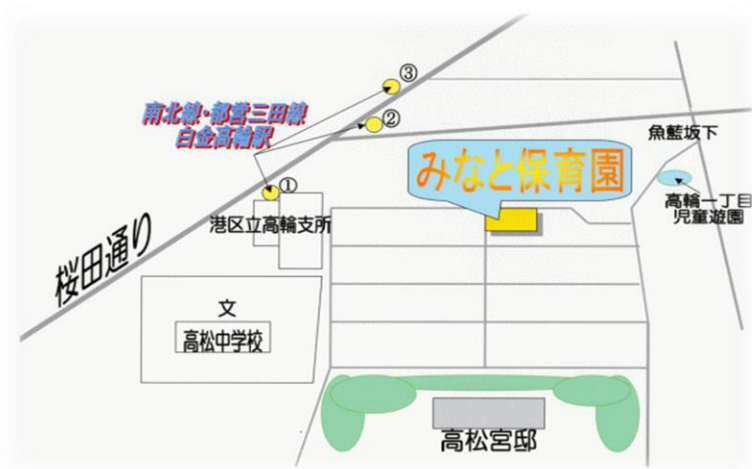 ③
南北線・都営三田線
白金高輪駅
②
魚藍坂下
みなと保育園
①
高輪一丁目
児童遊園
港区立高輪支所
桜田通り
文
高松中学校
高松宮邸